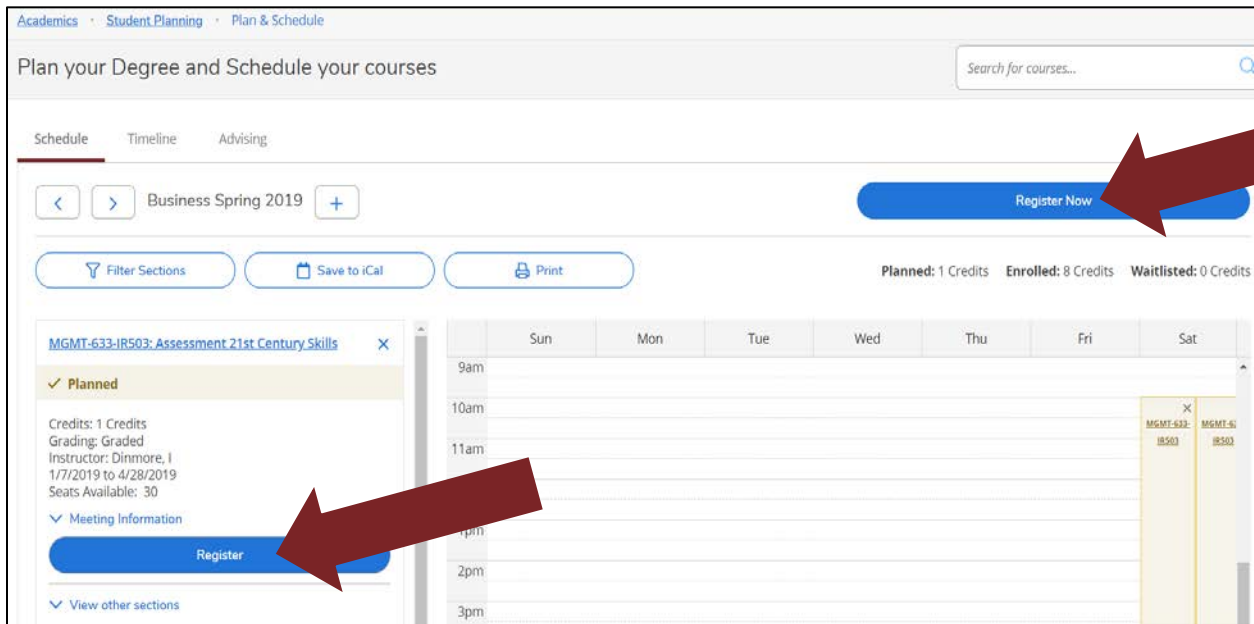 Academics · Student Planning · Plan & Schedule
Plan your Degree and Schedule your courses
Search for courses...
Schedule Timeline Advising
< > Business Spring 2019 +
Register Now
Filter Sections Save to iCal Print
Planned: 1 Credits Enrolled: 8 Credits Waitlisted: 0 Credits
MGMT-633-IR503: Assessment 21st Century Skills ×
✓ Planned
Credits: 1 Credits
Grading: Graded
Instructor: Dinmore, I
1/7/2019 to 4/28/2019
Seats Available: 30
Meeting Information
Register
View other sections
Sun Mon Tue Wed Thu Fri Sat
9am
10am
×
MGMT-633- MGMT-6
11am IR503 IR503
1pm
2pm
3pm